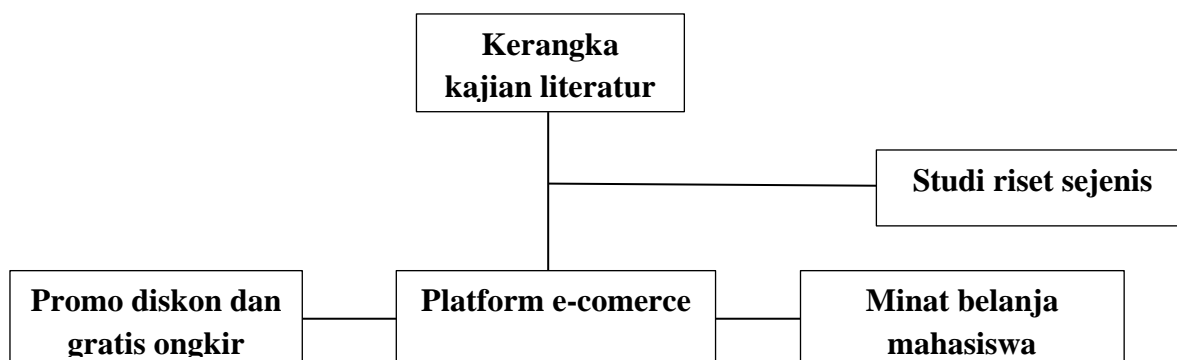 Kerangka
kajian literatur
Studi riset sejenis
Promo diskon dan
gratis ongkir
Platform e-comerce
Minat belanja
mahasiswa